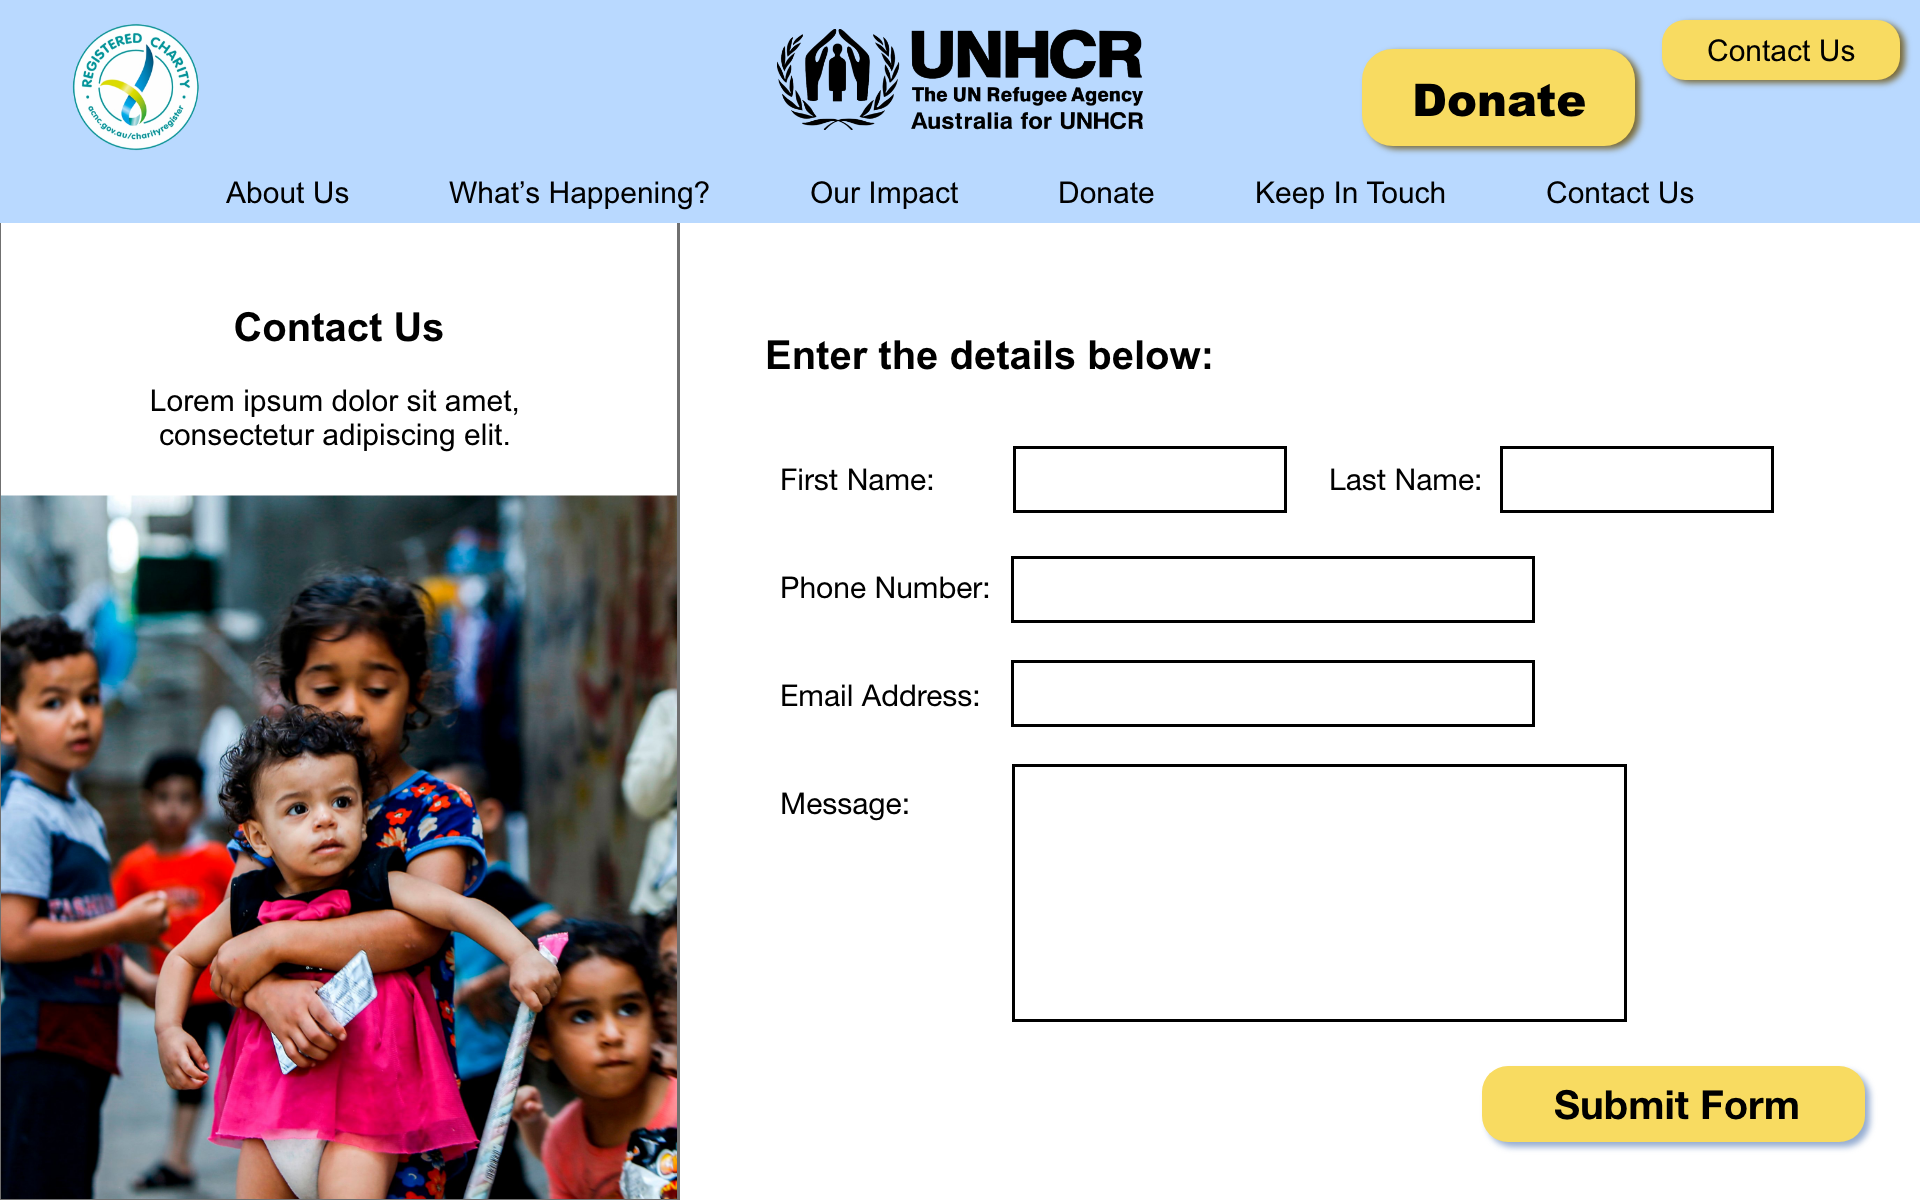 REGISTERED CHARITY
acnc.gov.au/charityregister
UNHCR
The UN Refugee Agency
Australia for UNHCR
Donate
Contact Us
About Us
What’s Happening?
Our Impact
Donate
Keep In Touch
Contact Us
Contact Us
Lorem ipsum dolor sit amet,
consectetur adipiscing elit.
Enter the details below:
First Name:
Last Name:
Phone Number:
Email Address:
Message:
Submit Form